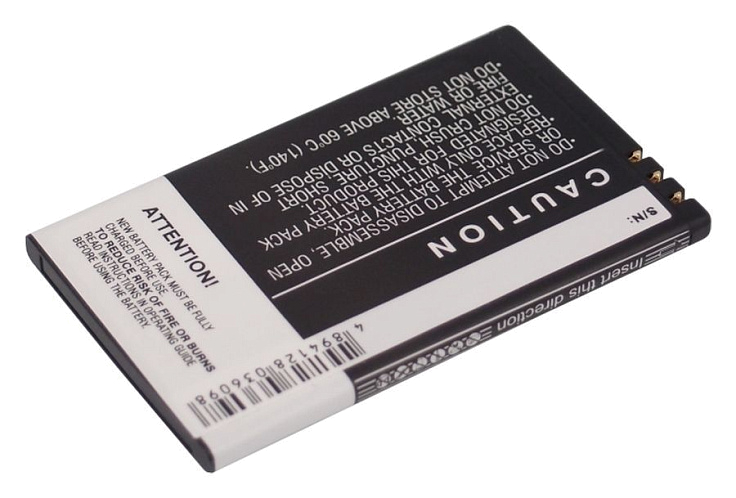 CAUTION
•DO NOT ATTEMPT TO DISASSEMBLE, OPEN
OR SERVICE THE BATTERY PACK.
•REPLACE ONLY WITH THE BATTERY PACK
DESIGNATED FOR THIS PRODUCT
•DO NOT CRUSH, PUNCTURE, SHORT
EXTERNAL CONTACTS OR DISPOSE OF IN
FIRE OR WATER.
•DO NOT STORE ABOVE 60°C (140°F).
S/N:
Insert this direction
ATTENTION!
NEW BATTERY PACK MUST BE FULLY
CHARGED BEFORE USE.
TO REDUCE RISK OF FIRE OR BURNS
READ INSTRUCTIONS IN OPERATING GUIDE
BEFORE USING THE BATTERY.
4894128036098